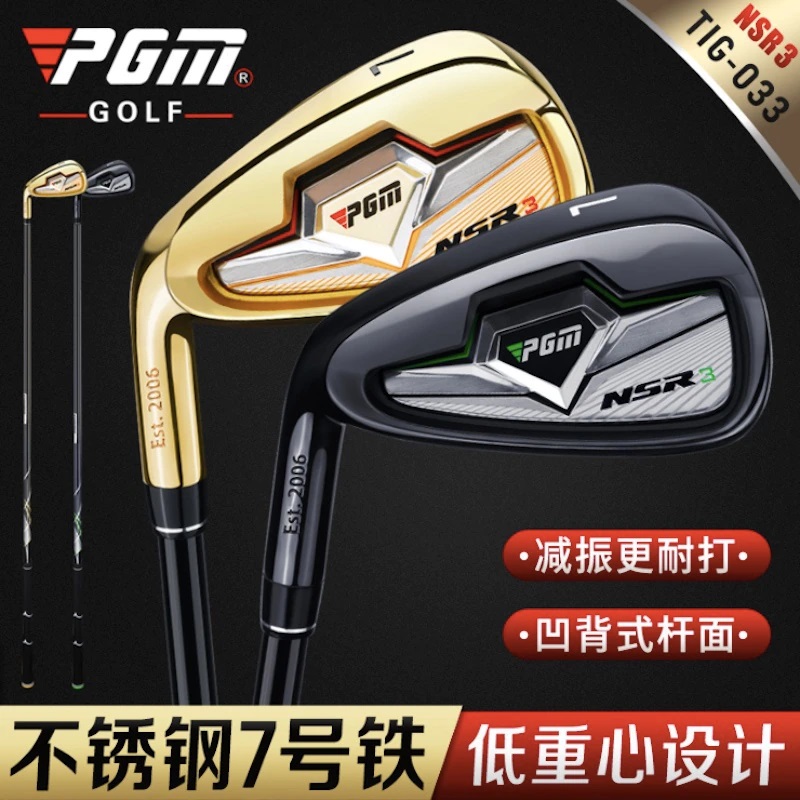 PGM®
GOLF
NSR3
TIG-033
7
PGM
NSR3
Est. 2006
7
PGM
NSR3
Est. 2006
·减振更耐打·
·凹背式杆面·
不锈钢7号铁
低重心设计